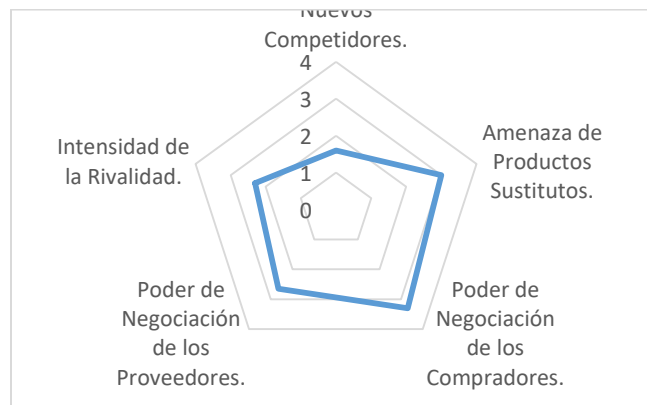 Nuevos
Competidores.
4
3
2
1
0
Amenaza de
Productos
Sustitutos.
Poder de
Negociación
de los
Compradores.
Poder de
Negociación
de los
Proveedores.
Intensidad de
la Rivalidad.